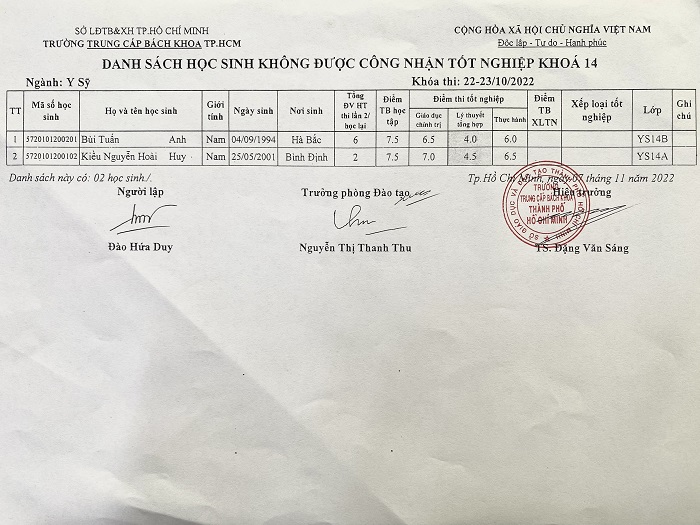 SỞ LĐTB&XH TP.HỒ CHÍ MINH
TRƯỜNG TRUNG CẤP BÁCH KHOA TP.HCM
CỘNG HÒA XÃ HỘI CHỦ NGHĨA VIỆT NAM
Độc lập - Tự do - Hạnh phúc
DANH SÁCH HỌC SINH KHÔNG ĐƯỢC CÔNG NHẬN TỐT NGHIỆP KHOÁ 14
Ngành: Y Sỹ Khóa thi: 22-23/10/2022
TT Mã số học sinh Họ và tên học sinh Giới tính Ngày sinh Nơi sinh Tổng ĐV HT thi lần 2/ học lại Điểm TB học tập Điểm thi tốt nghiệp Giáo dục chính trị Lý thuyết tổng hợp Thực hành Điểm TB XLTN Xếp loại tốt nghiệp Lớp Ghi chú
1 5720101200201 Bùi Tuấn Anh Nam 04/09/1994 Hà Bắc 6 7.5 6.5 4.0 6.0 YS14B
2 5720101200102 Kiều Nguyễn Hoài Huy Nam 25/05/2001 Bình Định 2 7.5 7.0 4.5 6.5 YS14A
Danh sách này có: 02 học sinh./.
Tp.Hồ Chí Minh, ngày 07 tháng 11 năm 2022
Người lập Trưởng phòng Đào tạo Hiệu trưởng
TRƯỜNG
TRUNG CẤP BÁCH KHOA
THÀNH PHỐ
HỒ CHÍ MINH
Đào Hứa Duy Nguyễn Thị Thanh Thu TS. Đặng Văn Sáng